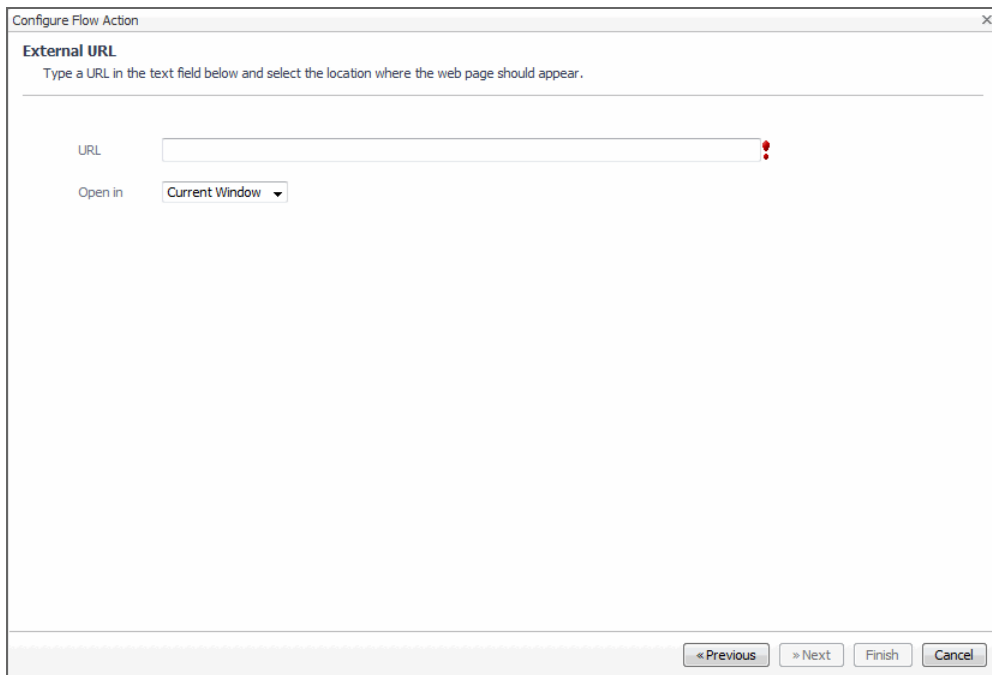 Configure Flow Action
External URL
Type a URL in the text field below and select the location where the web page should appear.
URL
Open in Current Window
«Previous »Next Finish Cancel